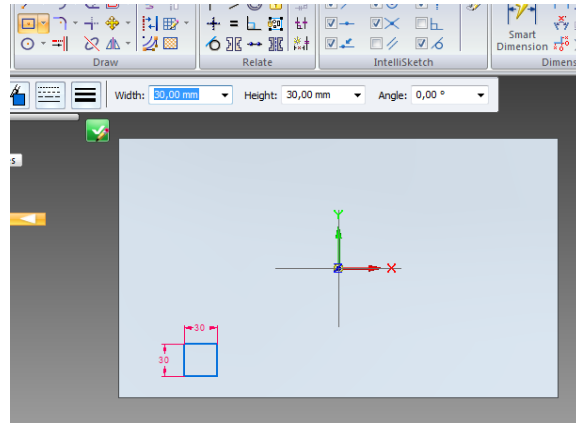 Smart
Dimension
Draw
Relate
IntelliSketch
Dimens
Width: 30,00 mm Height: 30,00 mm Angle: 0,00 °
es
Y
X
30
30